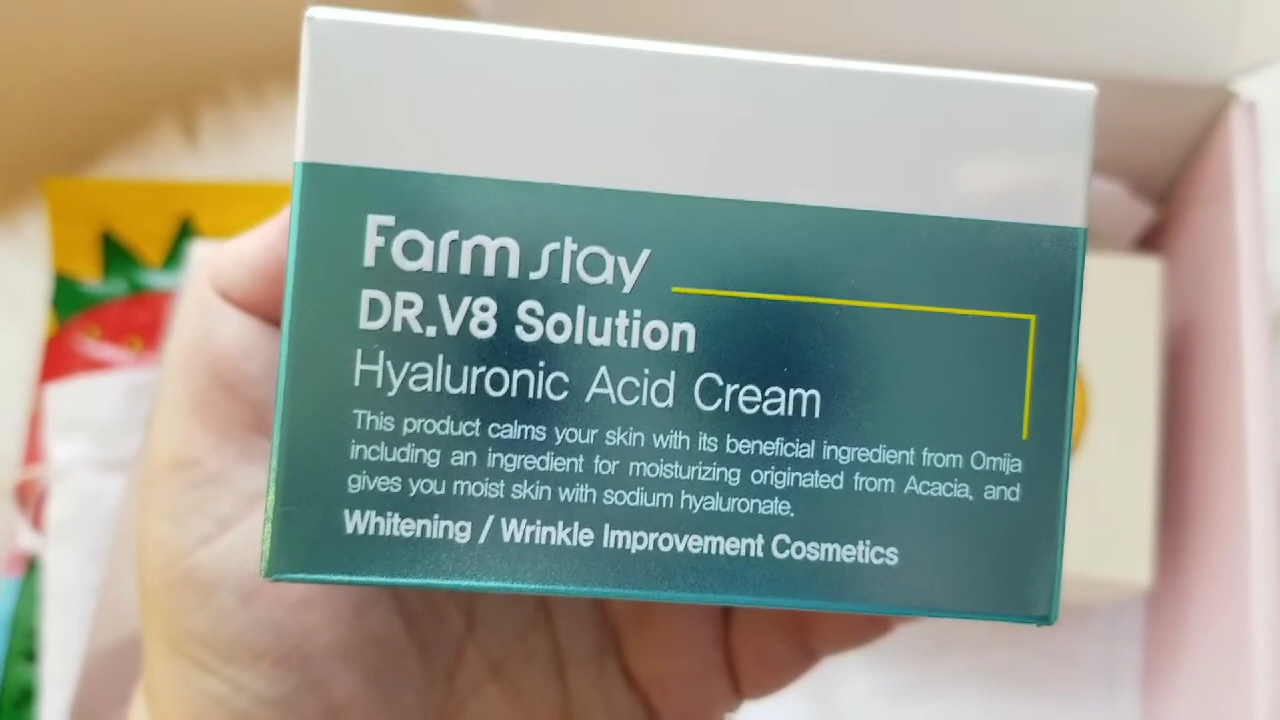 Farm stay
DR.V8 Solution
Hyaluronic Acid Cream
This product calms your skin with its beneficial ingredient from Omija
including an ingredient for moisturizing originated from Acacia, and
gives you moist skin with sodium hyaluronate.
Whitening / Wrinkle Improvement Cosmetics